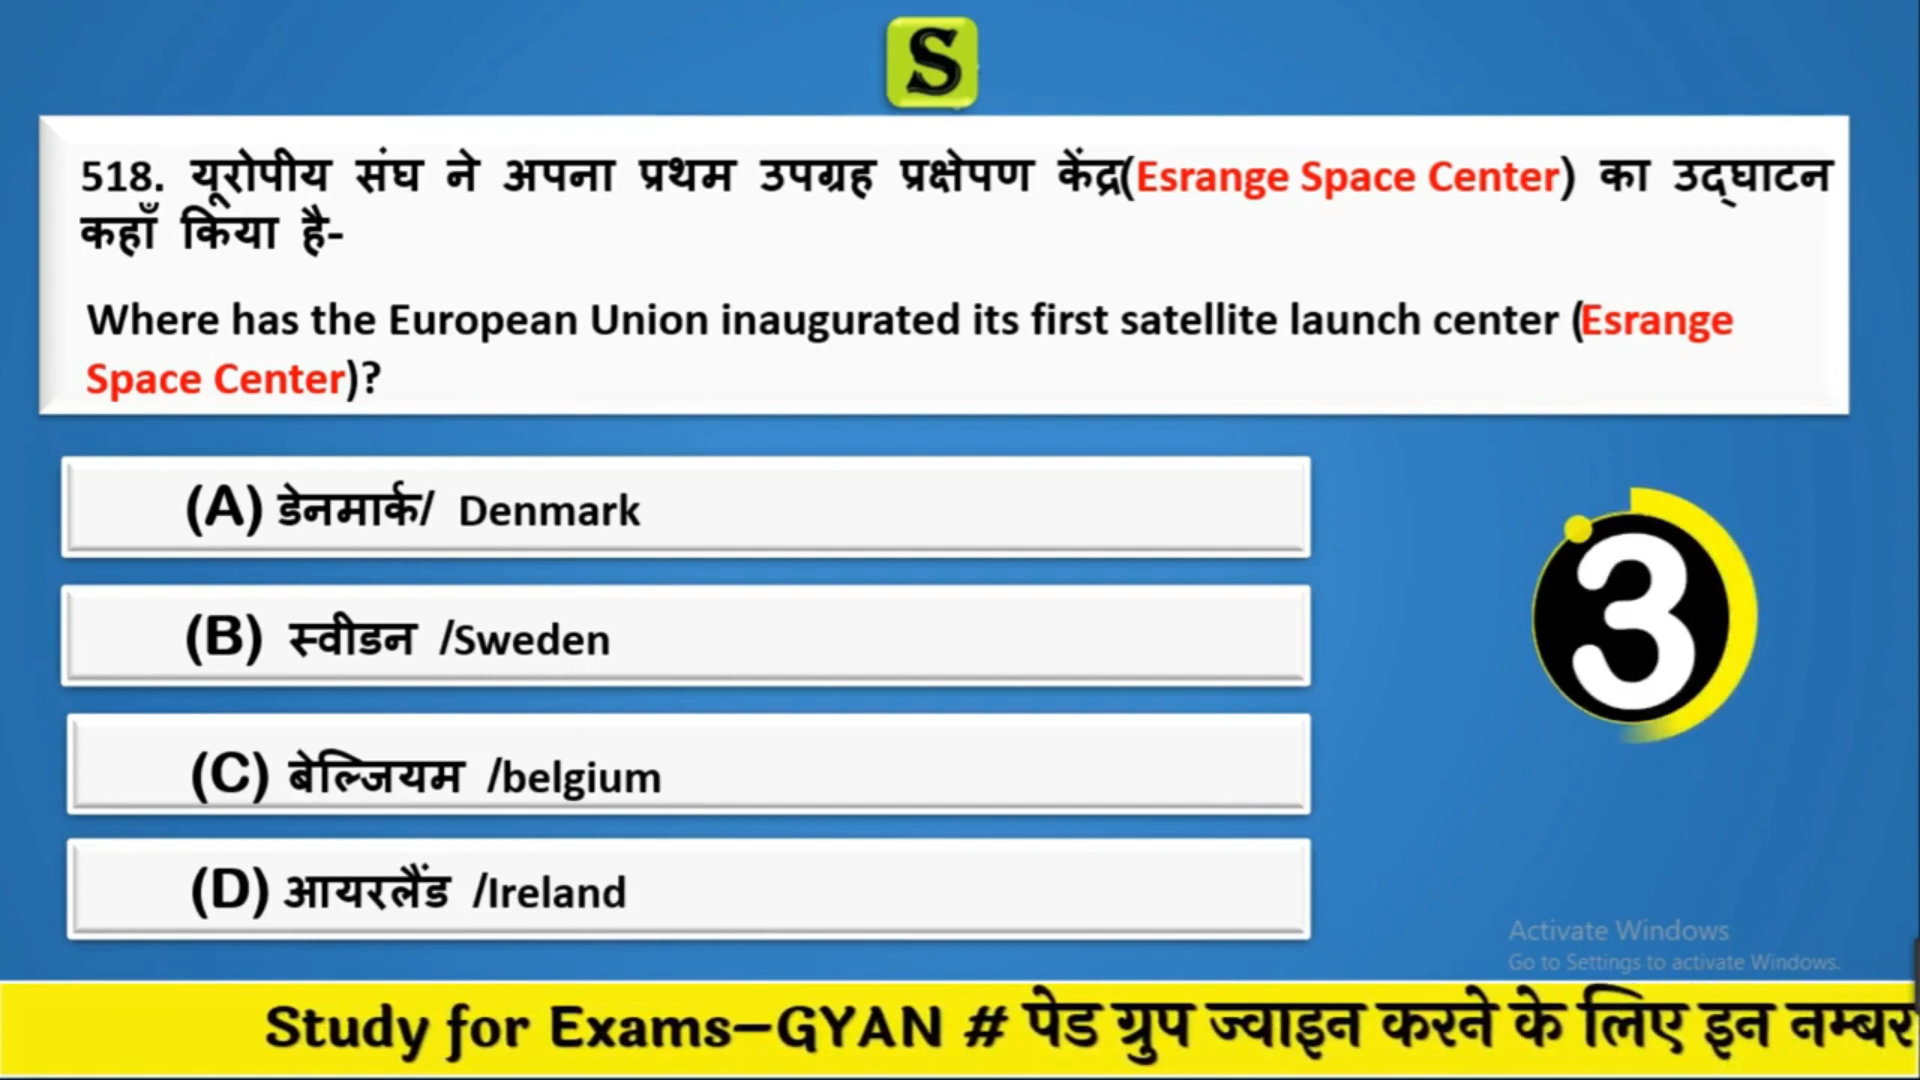 S
518. यूरोपीय संघ ने अपना प्रथम उपग्रह प्रक्षेपण केंद्र(Esrange Space Center) का उद्घाटन
कहाँ किया है-
Where has the European Union inaugurated its first satellite launch center (Esrange
Space Center)?
(A) डेनमार्क/ Denmark
(B) स्वीडन /Sweden
(C) बेल्जियम /belgium
(D) आयरलैंड /Ireland
3
Activate Windows
Go to Settings to activate Windows.
Study for Exams–GYAN # पेड ग्रुप ज्वाइन करने के लिए इन नम्बर